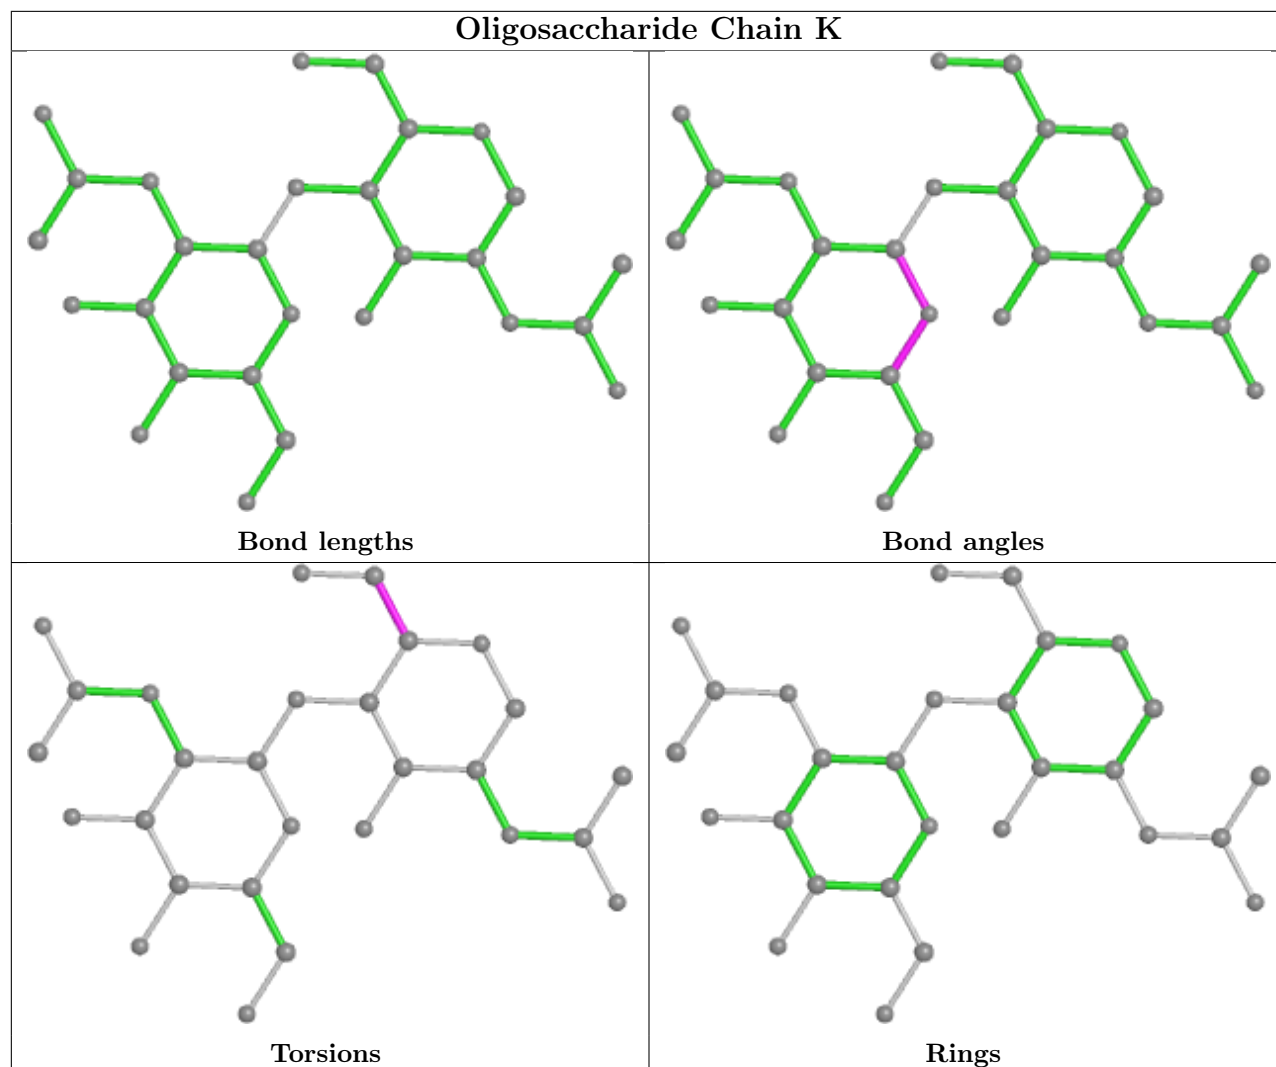 Oligosaccharide Chain K
Bond lengths
Bond angles
Torsions
Rings